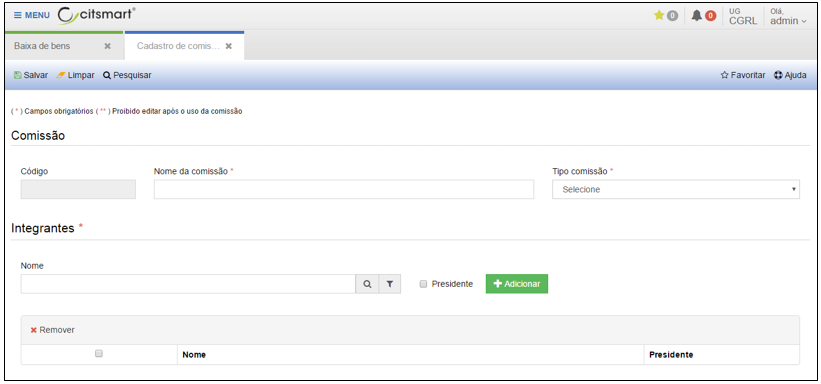 MENU citsmart 0 0 UG CGRL Olá, admin
Baixa de bens Cadastro de comis...
Salvar Limpar Pesquisar Favoritar Ajuda
( * ) Campos obrigatórios ( ** ) Proibido editar após o uso da comissão
Comissão
Código Nome da comissão * Tipo comissão *
Selecione
Integrantes *
Nome
Presidente Adicionar
Remover
Nome Presidente